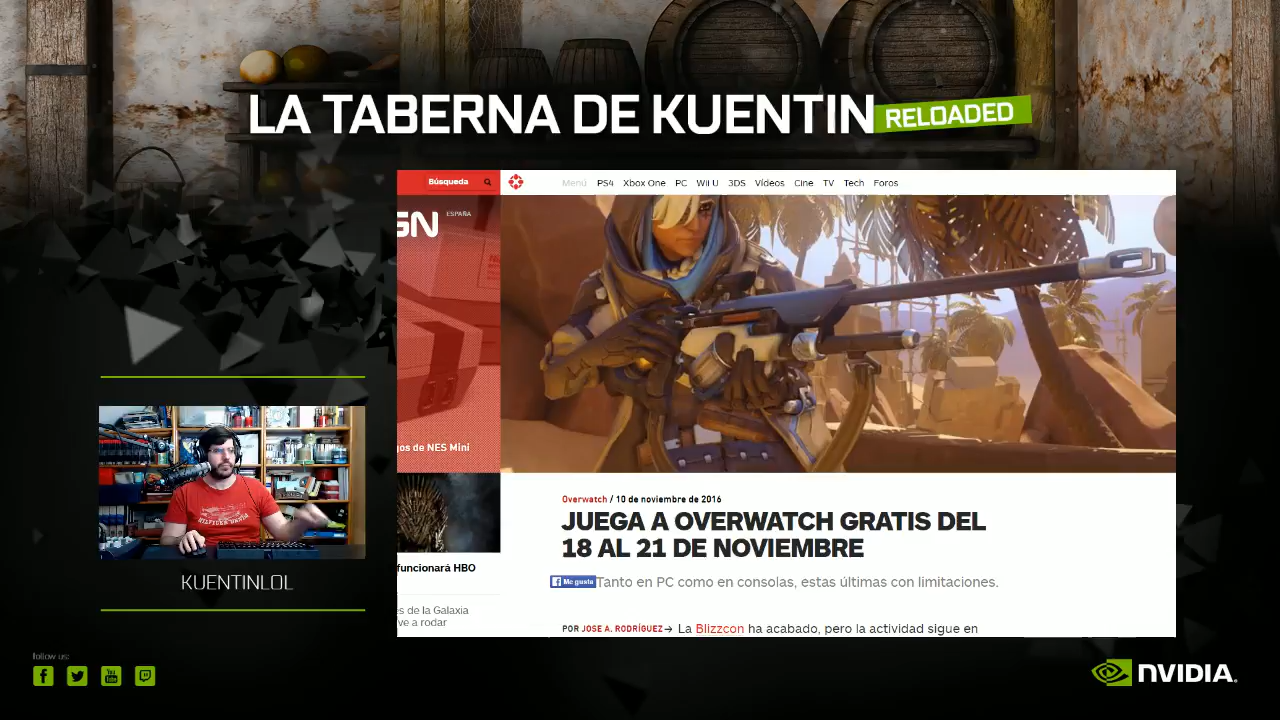 LA TABERNA DE KUENTIN RELOADED
Búsqueda
Menú PS4 Xbox One PC Wii U 3DS Vídeos Cine TV Tech Foros
GN ESPAÑA
gos de NES Mini
Overwatch / 10 de noviembre de 2016
JUEGA A OVERWATCH GRATIS DEL
18 AL 21 DE NOVIEMBRE
funcionará HBO
Me gusta Tanto en PC como en consolas, estas últimas con limitaciones.
es de la Galaxia
ve a rodar
POR JOSE A. RODRÍGUEZ → La Blizzcon ha acabado, pero la actividad sigue en
KUENTINLOL
follow us:
NVIDIA.